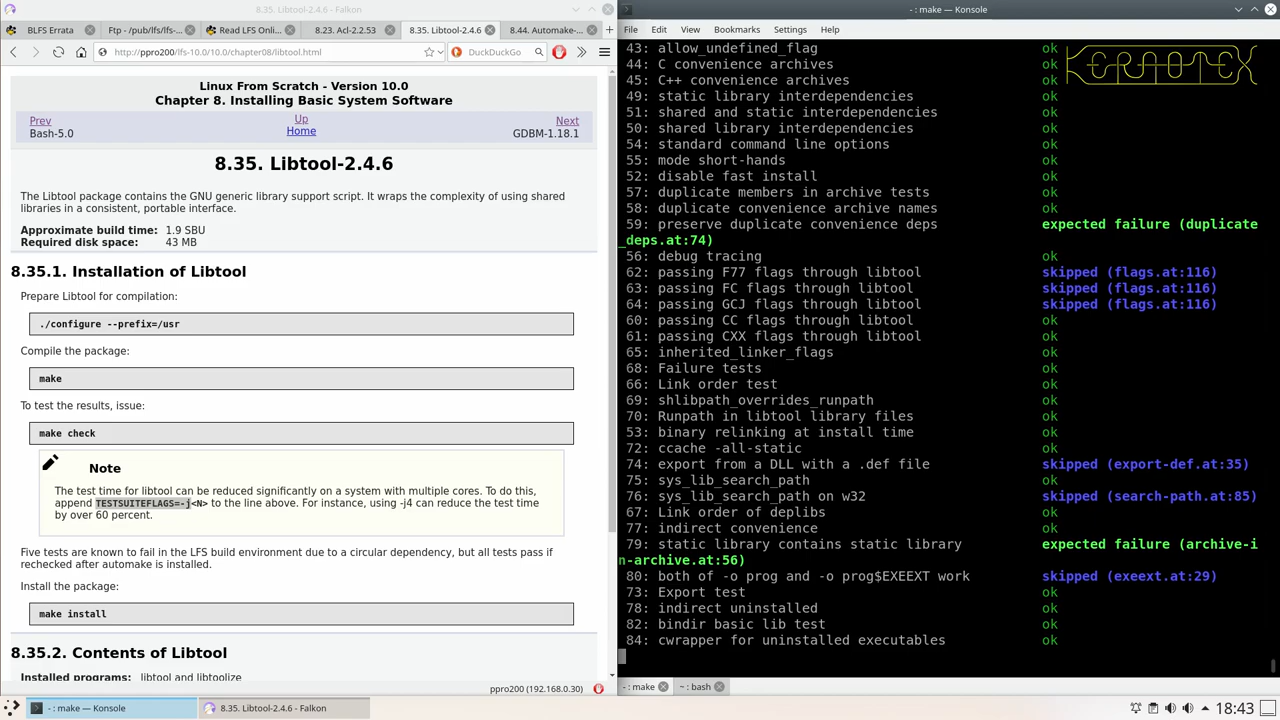 8.35. Libtool-2.4.6 - Falkon
BLFS Errata
Ftp - /pub/lfs/lfs-
Read LFS Onli...
8.23. Acl-2.2.53
8.35. Libtool-2.4.6
8.44. Automake-...
http://ppro200/lfs-10.0/10.0/chapter08/libtool.html
DuckDuckGo
Linux From Scratch - Version 10.0
Chapter 8. Installing Basic System Software
Prev
Up
Next
Bash-5.0
Home
GDBM-1.18.1
8.35. Libtool-2.4.6
The Libtool package contains the GNU generic library support script. It wraps the complexity of using shared
libraries in a consistent, portable interface.
Approximate build time: 1.9 SBU
Required disk space: 43 MB
8.35.1. Installation of Libtool
Prepare Libtool for compilation:
./configure --prefix=/usr
Compile the package:
make
To test the results, issue:
make check
Note
The test time for libtool can be reduced significantly on a system with multiple cores. To do this,
append TESTSUITEFLAGS=-j<N> to the line above. For instance, using -j4 can reduce the test time
by over 60 percent.
Five tests are known to fail in the LFS build environment due to a circular dependency, but all tests pass if
rechecked after automake is installed.
Install the package:
make install
8.35.2. Contents of Libtool
Installed programs: libtool and libtoolize
ppro200 (192.168.0.30)
- : make — Konsole
File Edit View Bookmarks Settings Help
43: allow_undefined_flag ok
44: C convenience archives ok
45: C++ convenience archives ok
49: static library interdependencies ok
51: shared and static interdependencies ok
50: shared library interdependencies ok
54: standard command line options ok
55: mode short-hands ok
52: disable fast install ok
57: duplicate members in archive tests ok
58: duplicate convenience archive names ok
59: preserve duplicate convenience deps expected failure (duplicate
_deps.at:74)
56: debug tracing ok
62: passing F77 flags through libtool skipped (flags.at:116)
63: passing FC flags through libtool skipped (flags.at:116)
64: passing GCJ flags through libtool skipped (flags.at:116)
60: passing CC flags through libtool ok
61: passing CXX flags through libtool ok
65: inherited_linker_flags ok
68: Failure tests ok
66: Link order test ok
69: shlibpath_overrides_runpath ok
70: Runpath in libtool library files ok
53: binary relinking at install time ok
72: ccache -all-static ok
74: export from a DLL with a .def file skipped (export-def.at:35)
75: sys_lib_search_path ok
76: sys_lib_search_path on w32 skipped (search-path.at:85)
67: Link order of deplibs ok
77: indirect convenience ok
79: static library contains static library expected failure (archive-i
n-archive.at:56)
80: both of -o prog and -o prog$EXEEXT work skipped (exeext.at:29)
73: Export test ok
78: indirect uninstalled ok
82: bindir basic lib test ok
84: cwrapper for uninstalled executables ok
- : make
~ : bash
- : make — Konsole
8.35. Libtool-2.4.6 - Falkon
18:43